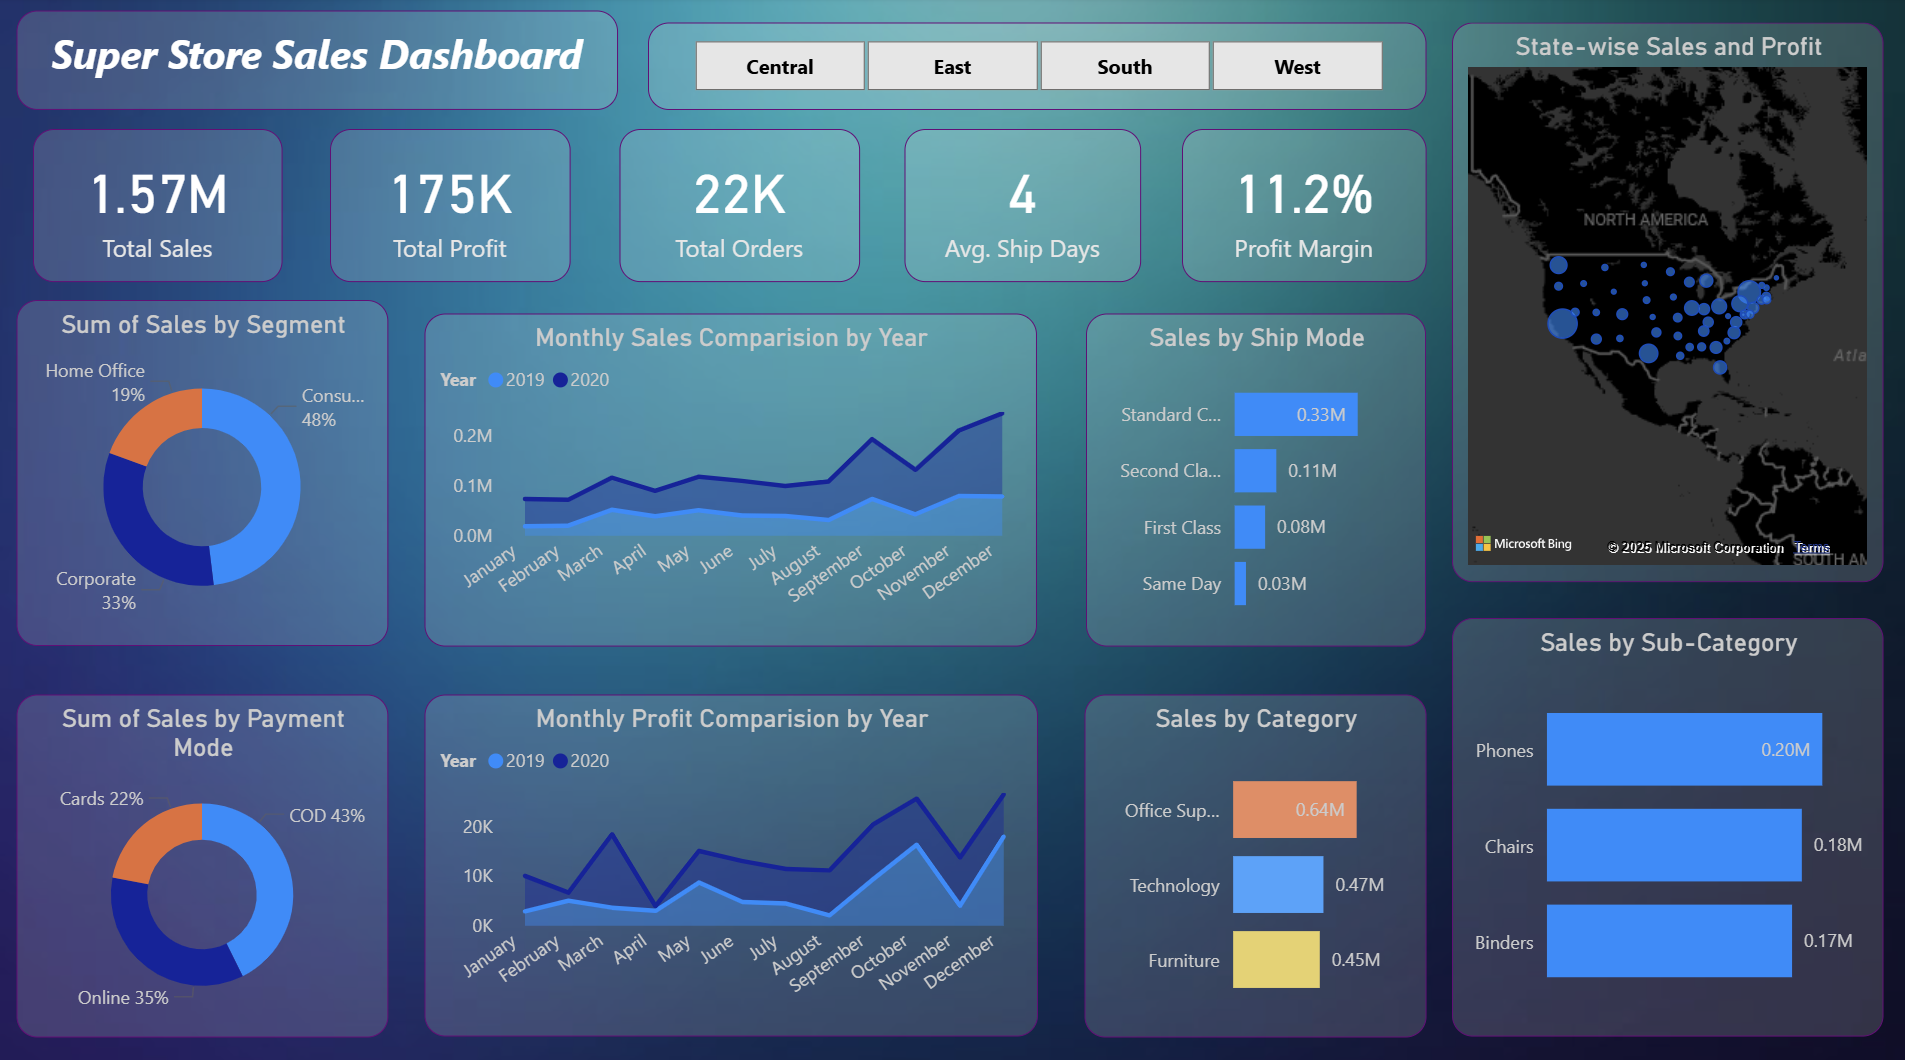 Super Store Sales Dashboard
Central
East
South
West
1.57M
Total Sales
175K
Total Profit
22K
Total Orders
4
Avg. Ship Days
11.2%
Profit Margin
State-wise Sales and Profit
NORTH AMERICA
Atla
Microsoft Bing
© 2025 Microsoft Corporation
Terms
SOUTH AM
Sum of Sales by Segment
Home Office
19%
Consu...
48%
Corporate
33%
Monthly Sales Comparision by Year
Year
2019
2020
0.2M
0.1M
0.0M
January
February
March
April
May
June
July
August
September
October
November
December
Sales by Ship Mode
Standard C...
0.33M
Second Cla...
0.11M
First Class
0.08M
Same Day
0.03M
Sum of Sales by Payment
Mode
Cards 22%
COD 43%
Online 35%
Monthly Profit Comparision by Year
Year
2019
2020
20K
10K
0K
January
February
March
April
May
June
July
August
September
October
November
December
Sales by Category
Office Sup...
0.64M
Technology
0.47M
Furniture
0.45M
Sales by Sub-Category
Phones
0.20M
Chairs
0.18M
Binders
0.17M